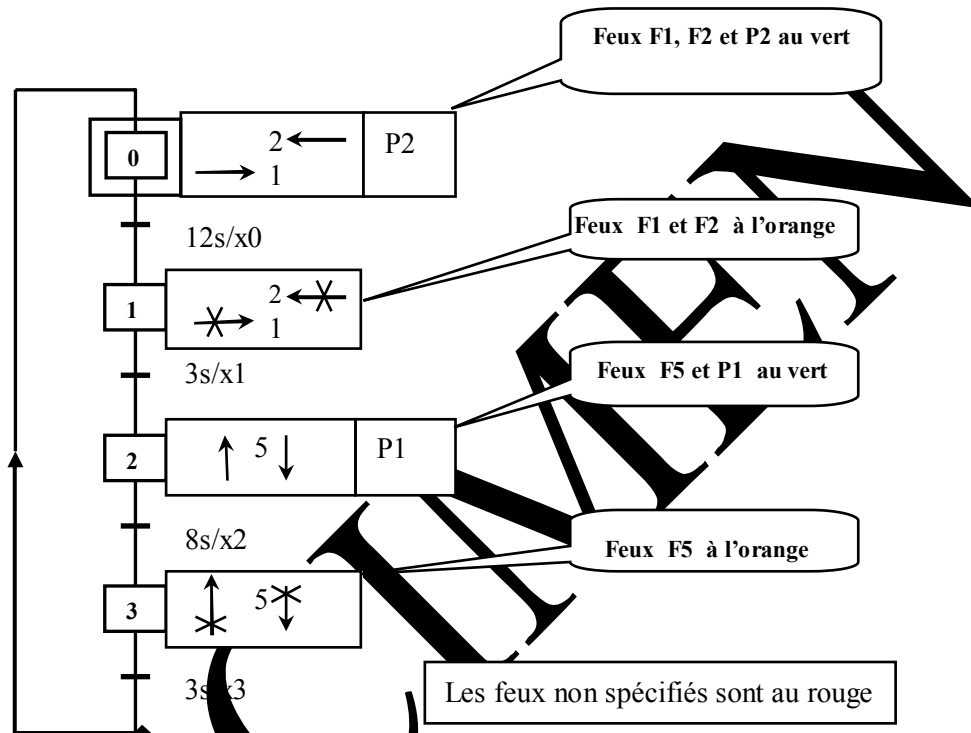 Feux F1, F2 et P2 au vert
0
2
1
P2
12s/x0
Feux F1 et F2 à l’orange
1
2
1
3s/x1
Feux F5 et P1 au vert
2
5
P1
8s/x2
Feux F5 à l’orange
3
5
3s/x3
Les feux non spécifiés sont au rouge